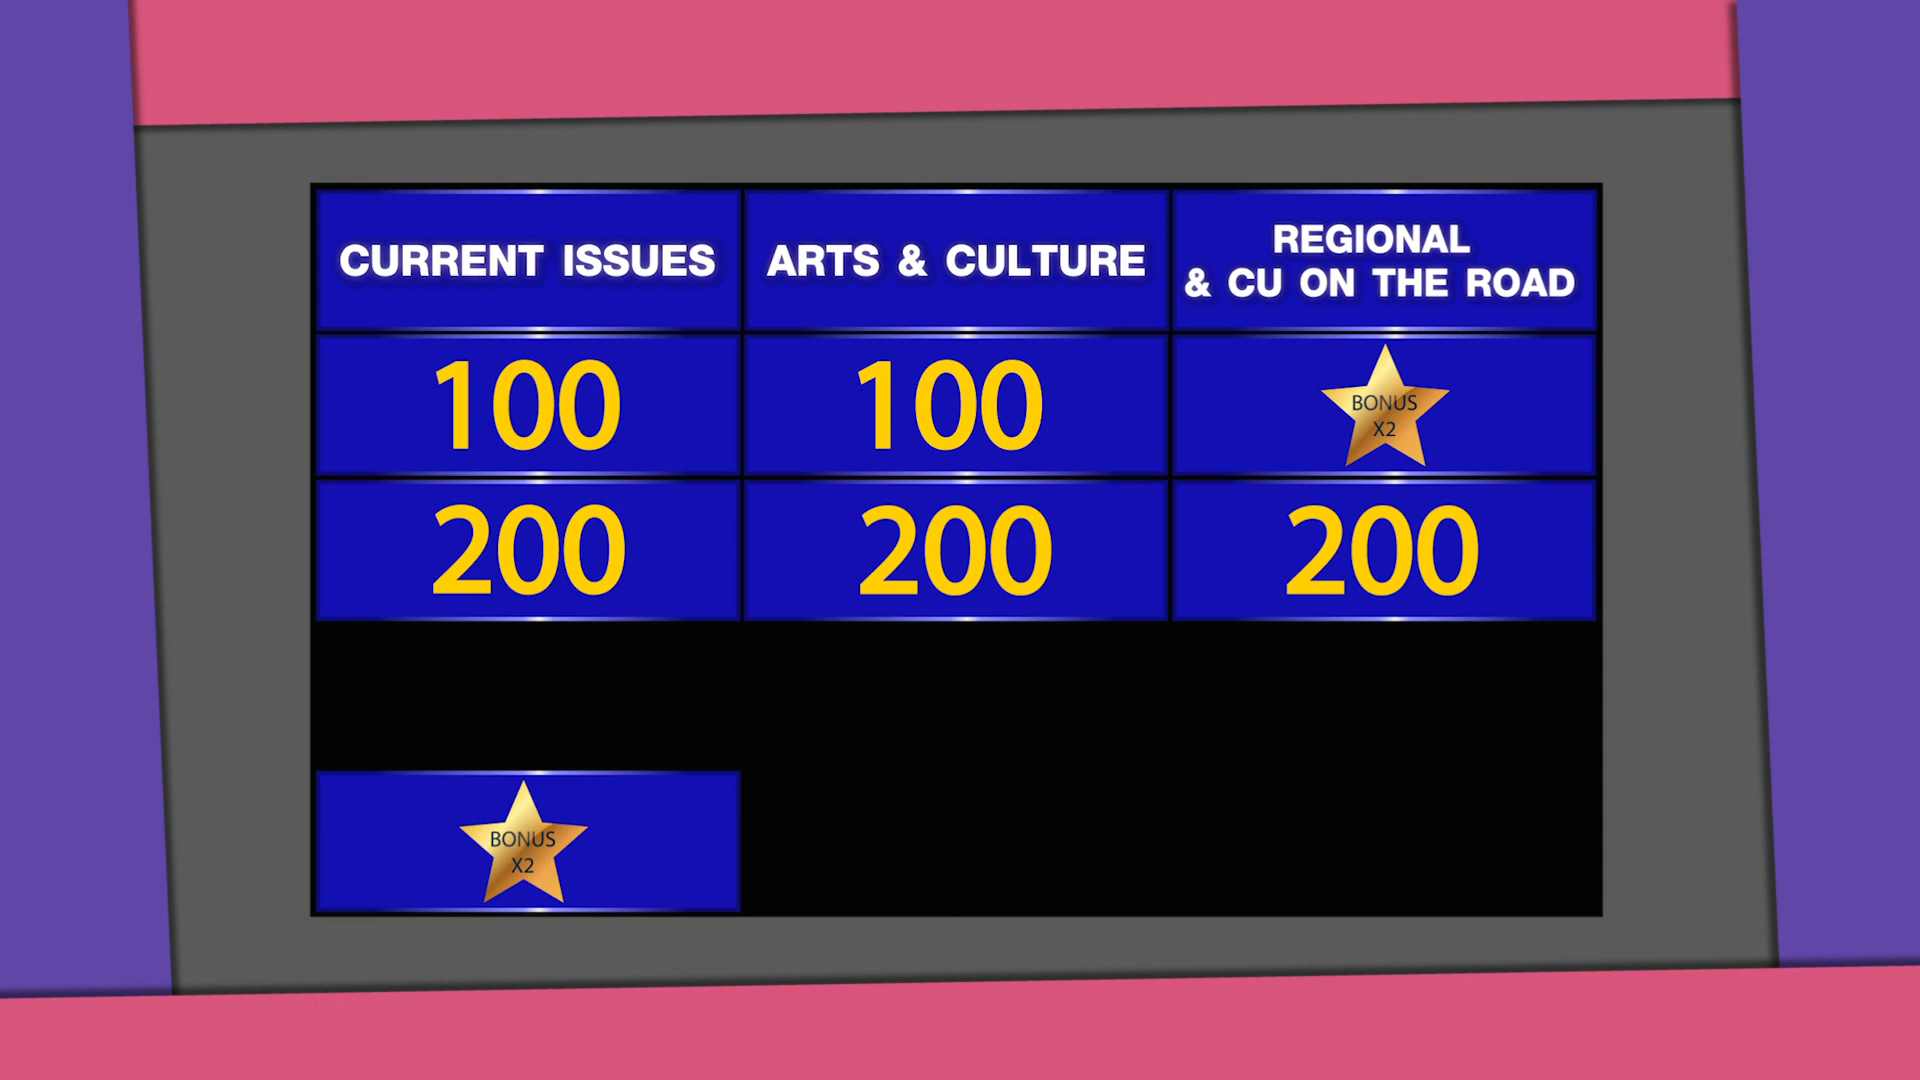 CURRENT ISSUES
ARTS & CULTURE
REGIONAL
& CU ON THE ROAD
100
100
BONUS
X2
200
200
200
BONUS
X2